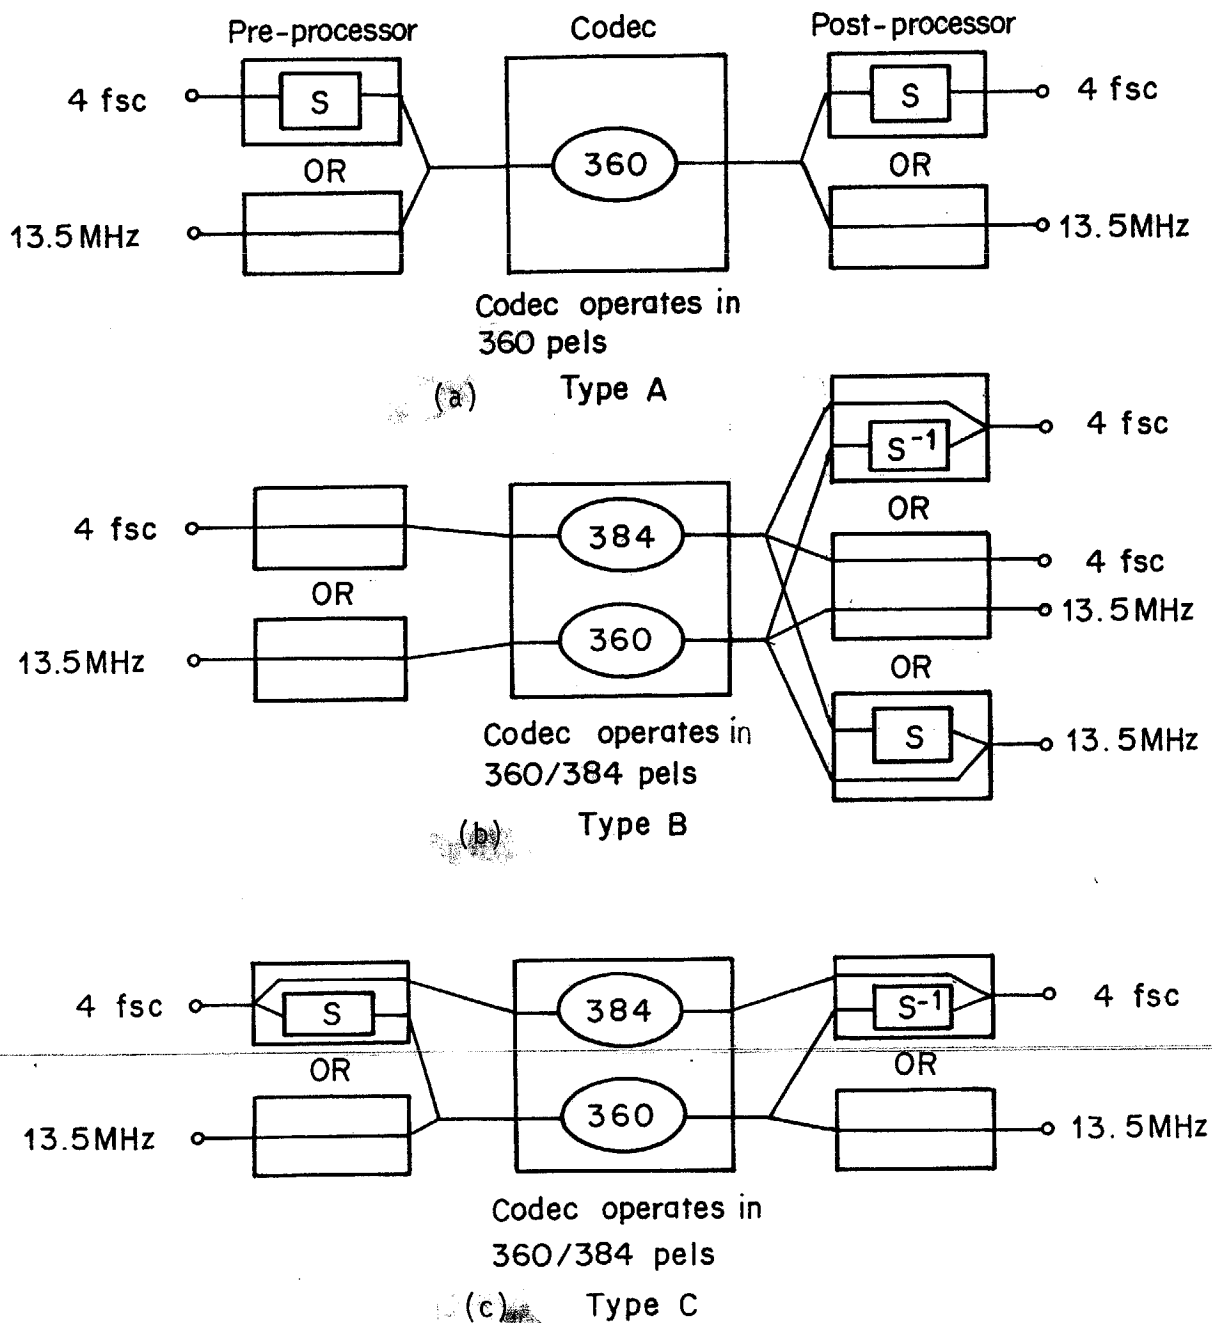 Pre-processor Codec Post-processor
4 fsc S S 4 fsc
OR 360 OR
13.5MHz 13.5MHz
Codec operates in
360 pels
(a) Type A
4 fsc
S-1
OR
4 fsc 384 4 fsc
OR
13.5MHz
13.5MHz 360
OR
S 13.5MHz
Codec operates in
360/384 pels
(b) Type B
4 fsc S 384 S-1 4 fsc
OR OR
13.5MHz 360 13.5MHz
Codec operates in
360/384 pels
(c) Type C